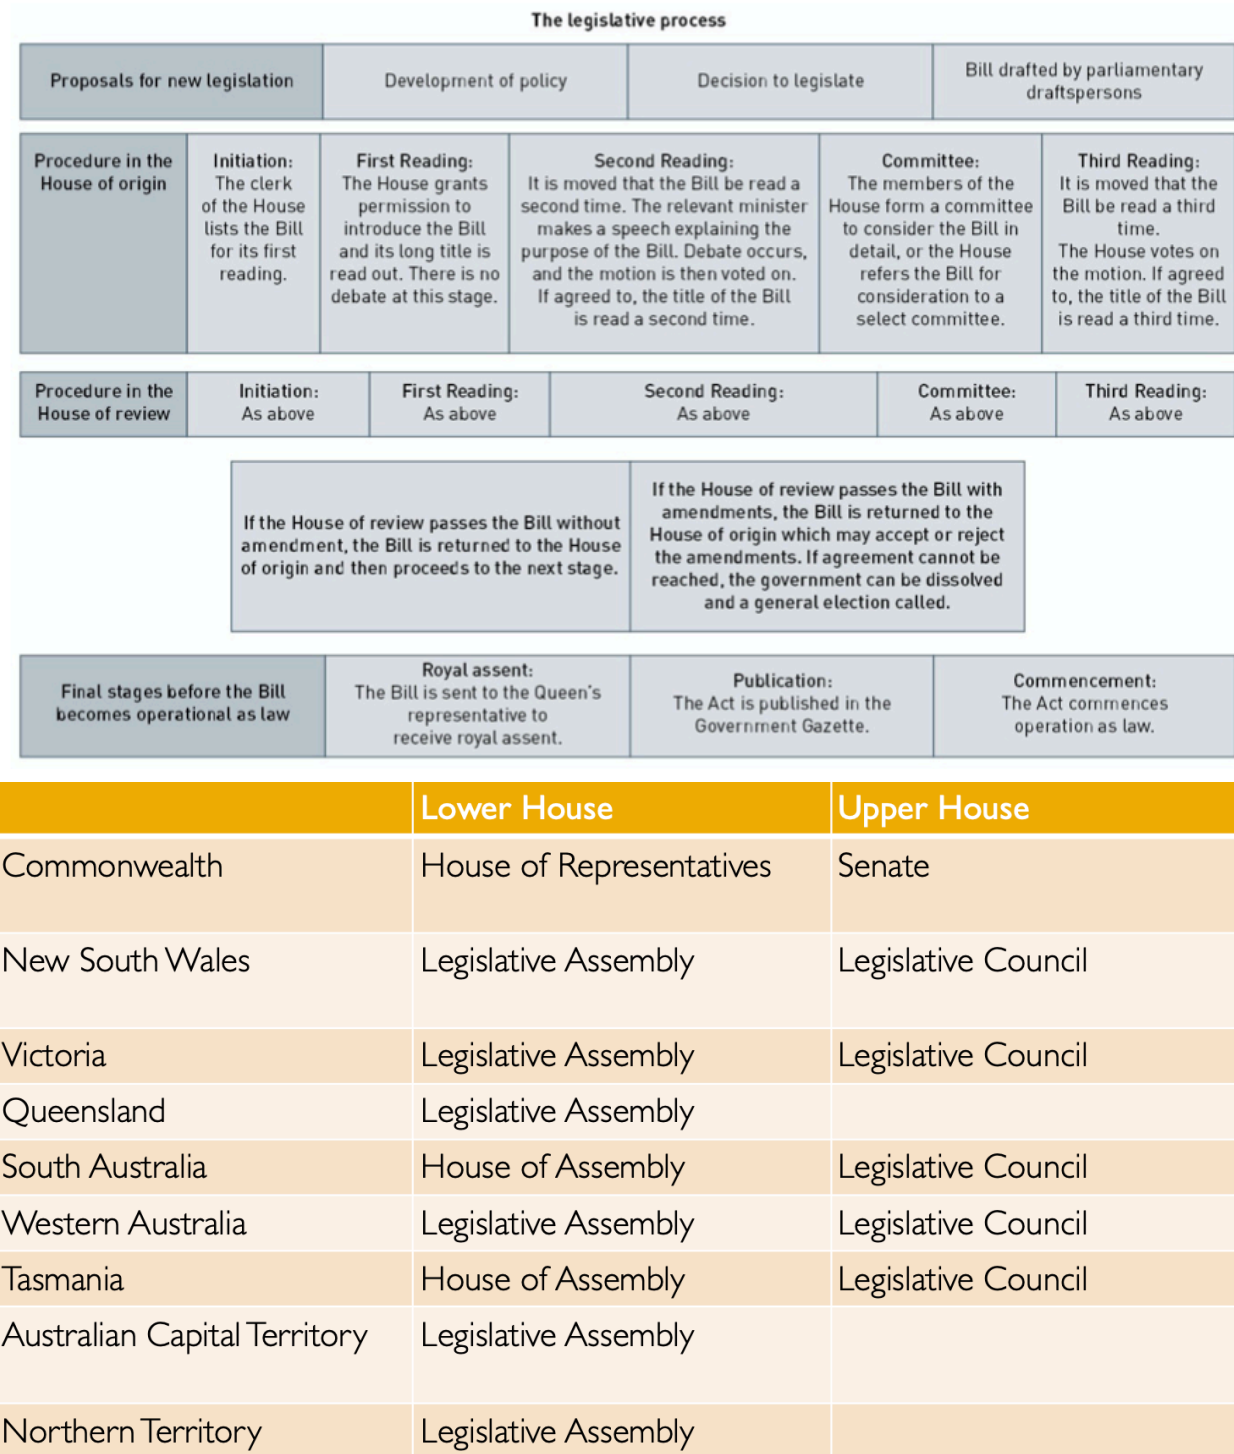 The legislative process
Proposals for new legislation
Development of policy
Decision to legislate
Bill drafted by parliamentary
draftspersons
Procedure in the
House of origin
Initiation:
The clerk
of the House
lists the Bill
for its first
reading.
First Reading:
The House grants
permission to
introduce the Bill
and its long title is
read out. There is no
debate at this stage.
Second Reading:
It is moved that the Bill be read a
second time. The relevant minister
makes a speech explaining the
purpose of the Bill. Debate occurs,
and the motion is then voted on.
If agreed to, the title of the Bill
is read a second time.
Committee:
The members of the
House form a committee
to consider the Bill in
detail, or the House
refers the Bill for
consideration to a
select committee.
Third Reading:
It is moved that the
Bill be read a third
time.
The House votes on
the motion. If agreed
to, the title of the Bill
is read a third time.
Procedure in the
House of review
Initiation:
As above
First Reading:
As above
Second Reading:
As above
Committee:
As above
Third Reading:
As above
If the House of review passes the Bill without
amendment, the Bill is returned to the House
of origin and then proceeds to the next stage.
If the House of review passes the Bill with
amendments, the Bill is returned to the
House of origin which may accept or reject
the amendments. If agreement cannot be
reached, the government can be dissolved
and a general election called.
Final stages before the Bill
becomes operational as law
Royal assent:
The Bill is sent to the Queen's
representative to
receive royal assent.
Publication:
The Act is published in the
Government Gazette.
Commencement:
The Act commences
operation as law.
Lower House Upper House
Commonwealth House of Representatives Senate
New South Wales Legislative Assembly Legislative Council
Victoria Legislative Assembly Legislative Council
Queensland Legislative Assembly
South Australia House of Assembly Legislative Council
Western Australia Legislative Assembly Legislative Council
Tasmania House of Assembly Legislative Council
Australian Capital Territory Legislative Assembly
Northern Territory Legislative Assembly